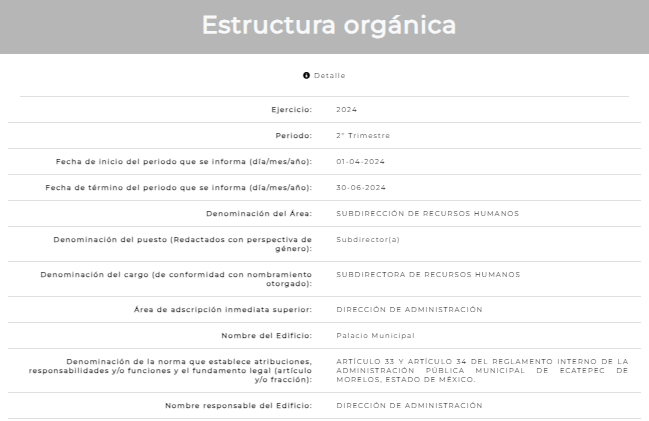 Estructura orgánica
Detalle
Ejercicio: 2024
Periodo: 2° Trimestre
Fecha de inicio del periodo que se informa (día/mes/año): 01-04-2024
Fecha de término del periodo que se informa (día/mes/año): 30-06-2024
Denominación del Área: SUBDIRECCIÓN DE RECURSOS HUMANOS
Denominación del puesto (Redactados con perspectiva de
género):
Subdirector(a)
Denominación del cargo (de conformidad con nombramiento
otorgado):
SUBDIRECTORA DE RECURSOS HUMANOS
Área de adscripción inmediata superior: DIRECCIÓN DE ADMINISTRACIÓN
Nombre del Edificio: Palacio Municipal
Denominación de la norma que establece atribuciones,
responsabilidades y/o funciones y el fundamento legal (artículo
y/o fracción):
ARTÍCULO 33 Y ARTÍCULO 34 DEL REGLAMENTO INTERNO DE LA
ADMINISTRACIÓN PÚBLICA MUNICIPAL DE ECATEPEC DE
MORELOS, ESTADO DE MÉXICO.
Nombre responsable del Edificio: DIRECCIÓN DE ADMINISTRACIÓN